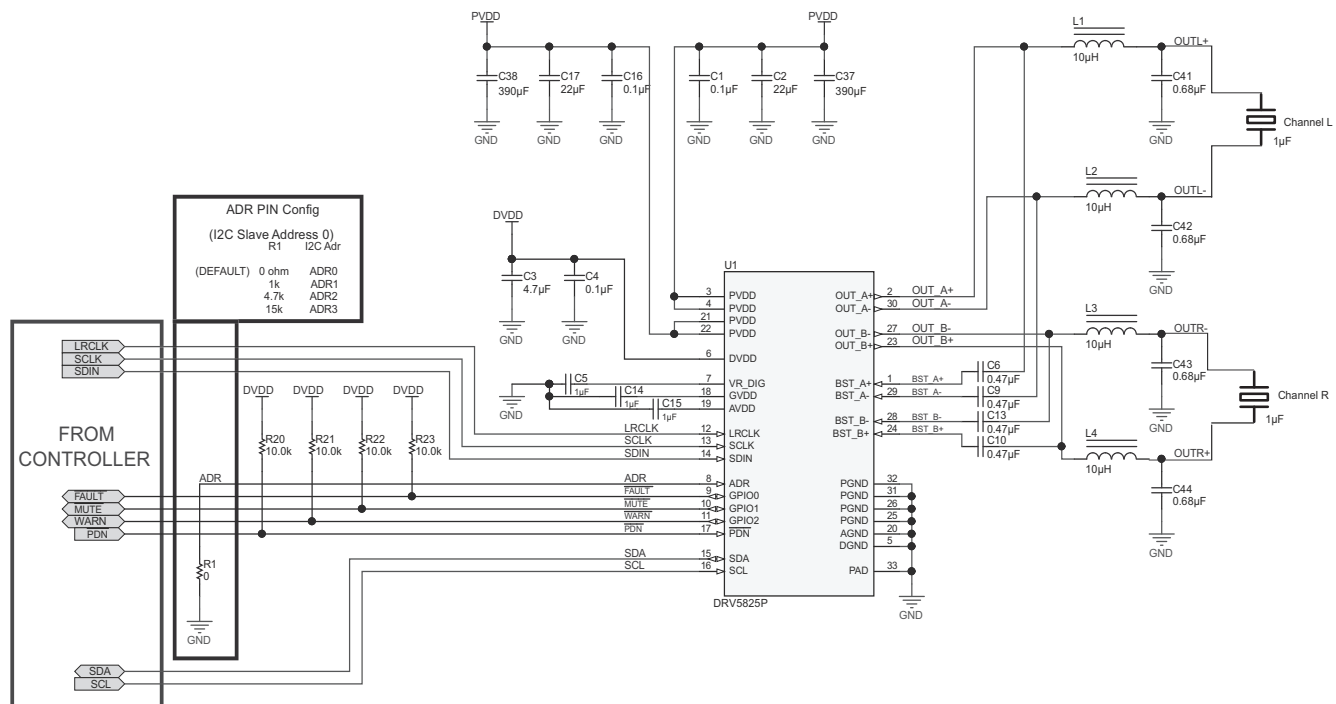 PVDD
C38
390µF
GND
C17
22µF
GND
C16
0.1µF
GND
PVDD
C1
0.1µF
GND
C2
22µF
GND
C37
390µF
GND
L1
10µH
OUTL+
C41
0.68µF
GND
Channel L
1µF
L2
10µH
OUTL-
C42
0.68µF
GND
ADR PIN Config
(I2C Slave Address 0)
R1 I2C Adr
(DEFAULT) 0 ohm ADR0
1k ADR1
4.7k ADR2
15k ADR3
DVDD
C3
4.7µF
GND
C4
0.1µF
GND
U1
3 PVDD
4 PVDD
21 PVDD
22 PVDD
6 DVDD
7 VR_DIG
18 GVDD
19 AVDD
LRCLK 12 LRCLK
SCLK 13 SCLK
SDIN 14 SDIN
ADR 8 ADR
FAULT 9 GPIO0
MUTE 10 GPIO1
WARN 11 GPIO2
PDN 17 PDN
SDA 15 SDA
SCL 16 SCL
OUT_A+ 2 OUT_A+
OUT_A- 30 OUT_A-
OUT_B- 27 OUT_B-
OUT_B+ 23 OUT_B+
BST_A+ 1 BST_A+
BST_A- 29 BST_A-
BST_B- 28 BST_B-
BST_B+ 24 BST_B+
PGND 32
PGND 31
PGND 26
PGND 25
AGND 20
DGND 5
PAD 33
DRV5825P
GND
C5
1µF
C14
1µF
C15
1µF
GND
C6
0.47µF
C9
0.47µF
C13
0.47µF
C10
0.47µF
L3
10µH
OUTR-
C43
0.68µF
GND
Channel R
1µF
L4
10µH
OUTR+
C44
0.68µF
GND
LRCLK
SCLK
SDIN
FROM
CONTROLLER
FAULT
MUTE
WARN
PDN
SDA
SCL
DVDD
R20
10.0k
DVDD
R21
10.0k
DVDD
R22
10.0k
DVDD
R23
10.0k
ADR
R1
0
GND